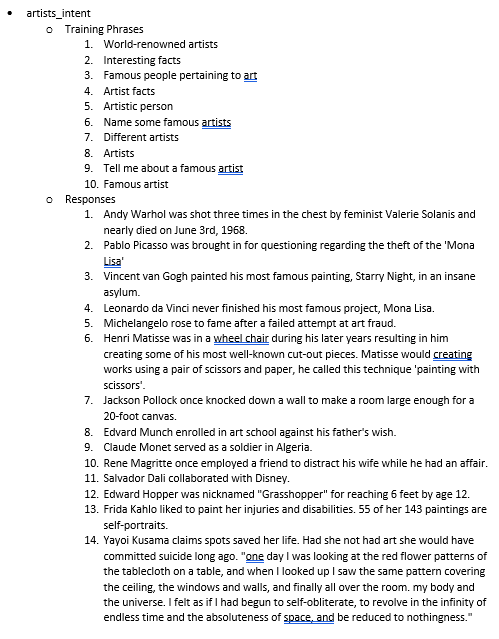 • artists_intent
o Training Phrases
1. World-renowned artists
2. Interesting facts
3. Famous people pertaining to art
4. Artist facts
5. Artistic person
6. Name some famous artists
7. Different artists
8. Artists
9. Tell me about a famous artist
10. Famous artist
o Responses
1. Andy Warhol was shot three times in the chest by feminist Valerie Solanis and
nearly died on June 3rd, 1968.
2. Pablo Picasso was brought in for questioning regarding the theft of the 'Mona
Lisa'
3. Vincent van Gogh painted his most famous painting, Starry Night, in an insane
asylum.
4. Leonardo da Vinci never finished his most famous project, Mona Lisa.
5. Michelangelo rose to fame after a failed attempt at art fraud.
6. Henri Matisse was in a wheel chair during his later years resulting in him
creating some of his most well-known cut-out pieces. Matisse would creating
works using a pair of scissors and paper, he called this technique 'painting with
scissors'.
7. Jackson Pollock once knocked down a wall to make a room large enough for a
20-foot canvas.
8. Edvard Munch enrolled in art school against his father's wish.
9. Claude Monet served as a soldier in Algeria.
10. Rene Magritte once employed a friend to distract his wife while he had an affair.
11. Salvador Dali collaborated with Disney.
12. Edward Hopper was nicknamed "Grasshopper" for reaching 6 feet by age 12.
13. Frida Kahlo liked to paint her injuries and disabilities. 55 of her 143 paintings are
self-portraits.
14. Yayoi Kusama claims spots saved her life. Had she not had art she would have
committed suicide long ago. "one day I was looking at the red flower patterns of
the tablecloth on a table, and when I looked up I saw the same pattern covering
the ceiling, the windows and walls, and finally all over the room. my body and
the universe. I felt as if I had begun to self-obliterate, to revolve in the infinity of
endless time and the absoluteness of space, and be reduced to nothingness."